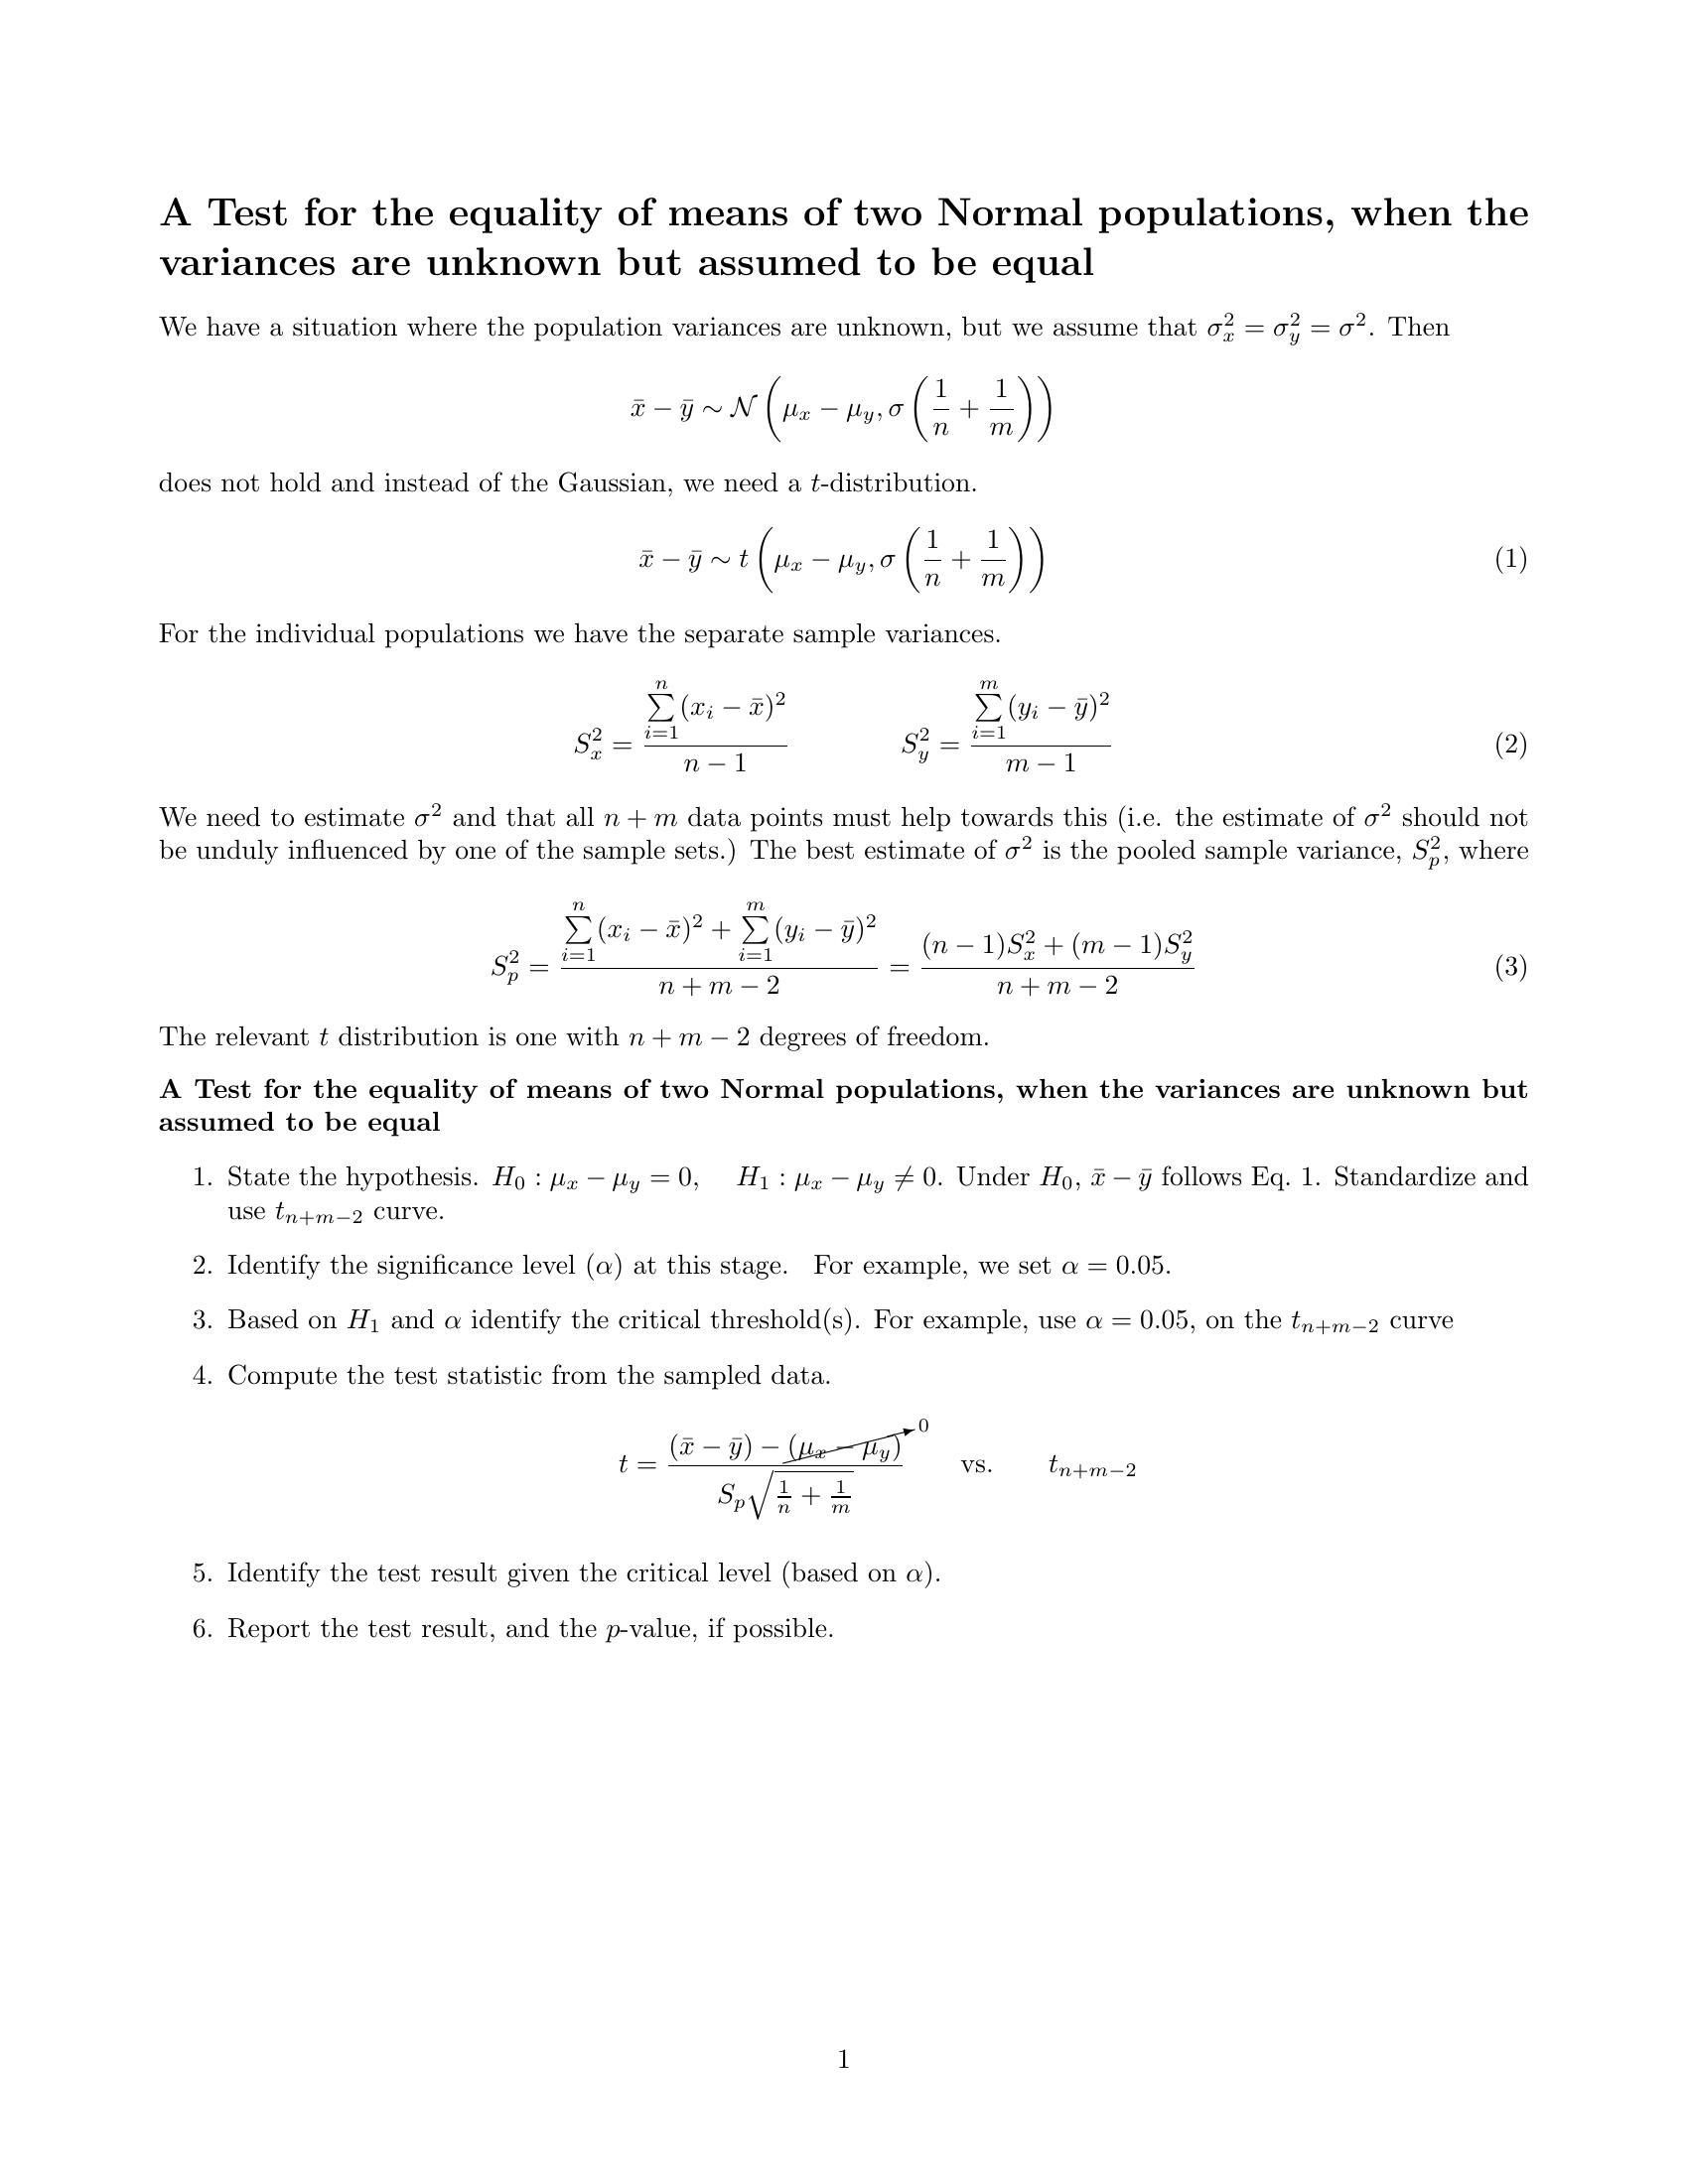 A Test for the equality of means of two Normal populations, when the
variances are unknown but assumed to be equal
We have a situation where the population variances are unknown, but we assume that $\sigma_x^2 = \sigma_y^2 = \sigma^2$. Then
$\bar{x} - \bar{y} \sim \mathcal{N}\left(\mu_x - \mu_y, \sigma\left(\frac{1}{n} + \frac{1}{m}\right)\right)$
does not hold and instead of the Gaussian, we need a $t$-distribution.
$\bar{x} - \bar{y} \sim t\left(\mu_x - \mu_y, \sigma\left(\frac{1}{n} + \frac{1}{m}\right)\right)$ (1)
For the individual populations we have the separate sample variances.
$S_x^2 = \frac{\sum\limits_{i=1}^{n}(x_i - \bar{x})^2}{n-1} \qquad S_y^2 = \frac{\sum\limits_{i=1}^{m}(y_i - \bar{y})^2}{m-1}$ (2)
We need to estimate $\sigma^2$ and that all $n + m$ data points must help towards this (i.e. the estimate of $\sigma^2$ should not
be unduly influenced by one of the sample sets.) The best estimate of $\sigma^2$ is the pooled sample variance, $S_p^2$, where
$S_p^2 = \frac{\sum\limits_{i=1}^{n}(x_i - \bar{x})^2 + \sum\limits_{i=1}^{m}(y_i - \bar{y})^2}{n+m-2} = \frac{(n-1)S_x^2 + (m-1)S_y^2}{n+m-2}$ (3)
The relevant $t$ distribution is one with $n + m - 2$ degrees of freedom.
A Test for the equality of means of two Normal populations, when the variances are unknown but
assumed to be equal
1. State the hypothesis. $H_0 : \mu_x - \mu_y = 0, \quad H_1 : \mu_x - \mu_y \neq 0$. Under $H_0$, $\bar{x} - \bar{y}$ follows Eq. 1. Standardize and
use $t_{n+m-2}$ curve.
2. Identify the significance level ($\alpha$) at this stage. For example, we set $\alpha = 0.05$.
3. Based on $H_1$ and $\alpha$ identify the critical threshold(s). For example, use $\alpha = 0.05$, on the $t_{n+m-2}$ curve
4. Compute the test statistic from the sampled data.
$t = \frac{(\bar{x} - \bar{y}) - \cancelto{0}{(\mu_x - \mu_y)}}{S_p\sqrt{\frac{1}{n} + \frac{1}{m}}} \quad \text{vs.} \quad t_{n+m-2}$
5. Identify the test result given the critical level (based on $\alpha$).
6. Report the test result, and the $p$-value, if possible.
1